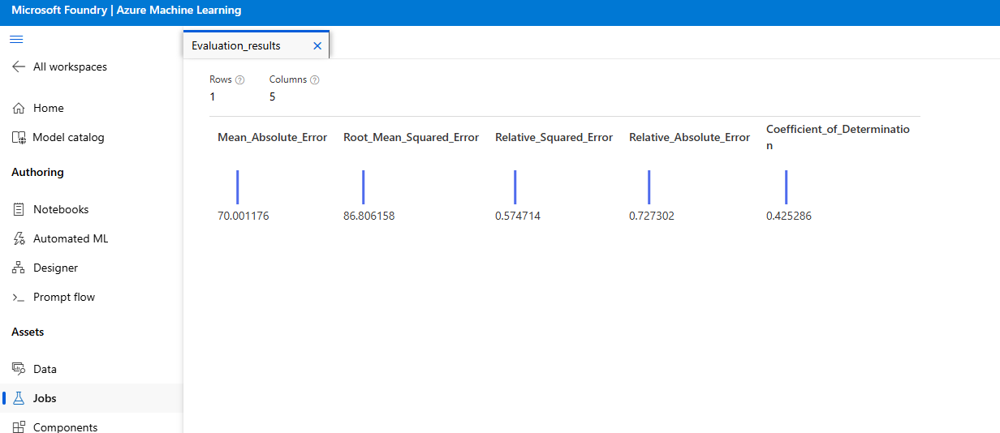 Microsoft Foundry | Azure Machine Learning
All workspaces
Home
Model catalog
Authoring
Notebooks
Automated ML
Designer
Prompt flow
Assets
Data
Jobs
Components
Evaluation_results
Rows Columns
1 5
Mean_Absolute_Error Root_Mean_Squared_Error Relative_Squared_Error Relative_Absolute_Error Coefficient_of_Determinatio
n
70.001176 86.806158 0.574714 0.727302 0.425286